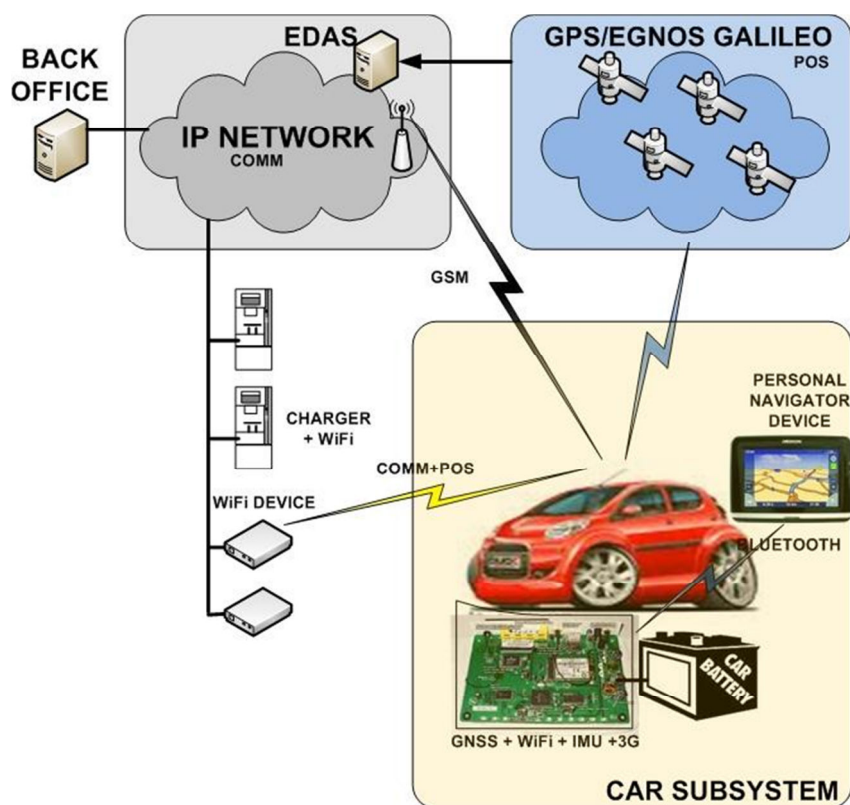 EDAS
GPS/EGNOS GALILEO
POS
BACK
OFFICE
IP NETWORK
COMM
GSM
CHARGER
+ WiFi
COMM+POS
WiFi DEVICE
PERSONAL
NAVIGATOR
DEVICE
BLUETOOTH
CAR
BATTERY
GNSS + WiFi + IMU +3G
CAR SUBSYSTEM